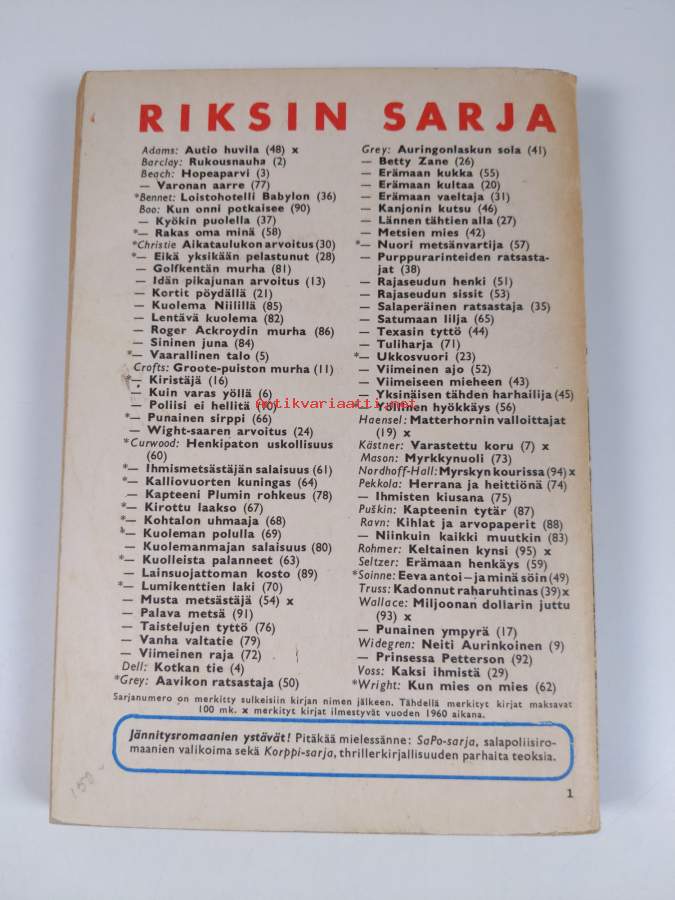 RIKSIN SARJA
Adams: Autio huvila (48) x
Barclay: Rukousnauha (2)
Beach: Hopeaparvi (3)
— Varonan aarre (77)
*Bennet: Loistohotelli Babylon (36)
Boo: Kun onni potkaisee (90)
— Kyökin puolella (37)
*— Rakas oma minä (58)
*Christie Aikataulukon arvoitus (30)
*— Eikä yksikään pelastunut (28)
— Golfkentän murha (81)
— Idän pikajunan arvoitus (13)
— Kortit pöydällä (21)
— Kuolema Niilillä (85)
— Lentävä kuolema (82)
— Roger Ackroydin murha (86)
— Sininen juna (84)
*— Vaarallinen talo (5)
Crofts: Groote-puiston murha (11)
*— Kiristäjä (16)
— Kuin varas yöllä (6)
— Poliisi ei hellitä (10)
*— Punainen sirppi (66)
— Wight-saaren arvoitus (24)
*Curwood: Henkipaton uskollisuus
(60)
*— Ihmismetsästäjän salaisuus (61)
*— Kalliovuorten kuningas (64)
— Kapteeni Plumin rohkeus (78)
*— Kirottu laakso (67)
*— Kohtalon uhmaaja (68)
*— Kuoleman polulla (69)
— Kuolemanmajan salaisuus (80)
*— Kuolleista palanneet (63)
— Lainsuojattoman kosto (89)
*— Lumikenttien laki (70)
— Musta metsästäjä (54) x
— Palava metsä (91)
— Taistelujen tyttö (76)
— Vanha valtatie (79)
— Viimeinen raja (72)
Dell: Kotkan tie (4)
*Grey: Aavikon ratsastaja (50)
Grey: Auringonlaskun sola (41)
— Betty Zane (26)
— Erämaan kukka (55)
— Erämaan kultaa (20)
— Erämaan vaeltaja (31)
— Kanjonin kutsu (46)
— Lännen tähtien alla (27)
— Metsien mies (42)
*— Nuori metsänvartija (57)
— Purppurarinteiden ratsasta-
jat (38)
— Rajaseudun henki (51)
— Rajaseudun sissit (53)
— Salaperäinen ratsastaja (35)
— Satumaan lilja (65)
— Texasin tyttö (44)
— Tuliharja (71)
*— Ukkosvuori (23)
— Viimeinen ajo (52)
— Viimeiseen mieheen (43)
— Yksinäisen tähden harhailija (45)
*— Yöllinen hyökkäys (56)
Haensel: Matterhornin valloittajat
(19) x
Kästner: Varastettu koru (7) x
Mason: Myrkkynuoli (73)
Nordhoff-Hall: Myrskyn kourissa (94) x
Pekkola: Herrana ja heittiönä (74)
— Ihmisten kiusana (75)
Puškin: Kapteenin tytär (87)
Ravn: Kihlat ja arvopaperit (88)
— Niinkuin kaikki muutkin (83)
Rohmer: Keltainen kynsi (95) x
Seltzer: Erämaan henkäys (59)
*Soinne: Eeva antoi — ja minä söin (49)
Truss: Kadonnut raharuhtinas (39) x
Wallace: Miljoonan dollarin juttu
(93) x
— Punainen ympyrä (17)
Widegren: Neiti Aurinkoinen (9)
— Prinsessa Petterson (92)
Voss: Kaksi ihmistä (29)
*Wright: Kun mies on mies (62)
Sarjanumero on merkitty sulkeisiin kirjan nimen jälkeen. Tähdellä merkityt kirjat maksavat
100 mk. x merkityt kirjat ilmestyvät vuoden 1960 aikana.
Jännitysromaanien ystävät! Pitäkää mielessänne: SaPo-sarja, salapoliisiro-
maanien valikoima sekä Korppi-sarja, thrillerkirjallisuuden parhaita teoksia.
150 -
1
Antikvariaatti.net